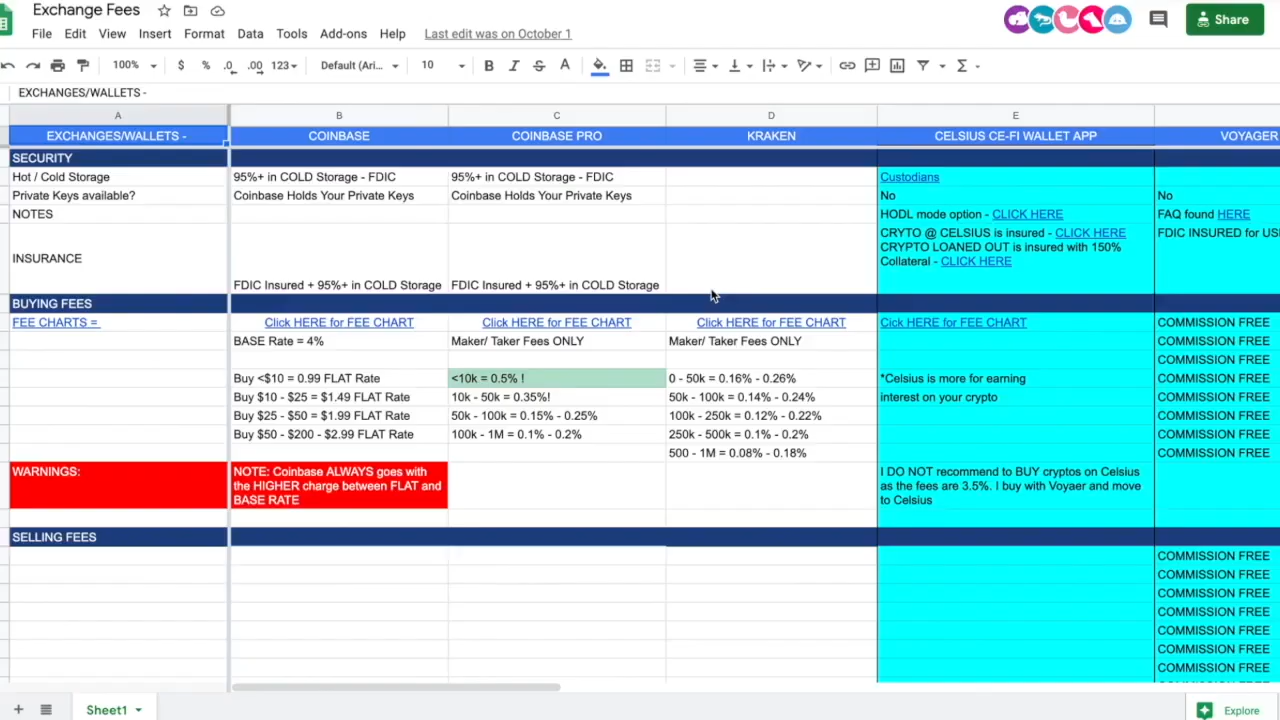 Exchange Fees
File Edit View Insert Format Data Tools Add-ons Help Last edit was on October 1
Share
100% $ % .0 .00 123 Default (Ari... 10 B I S A
EXCHANGES/WALLETS -
A B C D E
EXCHANGES/WALLETS - COINBASE COINBASE PRO KRAKEN CELSIUS CE-FI WALLET APP VOYAGER
SECURITY
Hot / Cold Storage 95%+ in COLD Storage - FDIC 95%+ in COLD Storage - FDIC Custodians
Private Keys available? Coinbase Holds Your Private Keys Coinbase Holds Your Private Keys No No
NOTES HODL mode option - CLICK HERE FAQ found HERE
CRYTO @ CELSIUS is insured - CLICK HERE FDIC INSURED for US
CRYPTO LOANED OUT is insured with 150%
INSURANCE Collateral - CLICK HERE
FDIC Insured + 95%+ in COLD Storage FDIC Insured + 95%+ in COLD Storage
BUYING FEES
FEE CHARTS = Click HERE for FEE CHART Click HERE for FEE CHART Click HERE for FEE CHART Cick HERE for FEE CHART COMMISSION FREE
BASE Rate = 4% Maker/ Taker Fees ONLY Maker/ Taker Fees ONLY COMMISSION FREE
COMMISSION FREE
Buy <$10 = 0.99 FLAT Rate <10k = 0.5% ! 0 - 50k = 0.16% - 0.26% *Celsius is more for earning COMMISSION FREE
Buy $10 - $25 = $1.49 FLAT Rate 10k - 50k = 0.35%! 50k - 100k = 0.14% - 0.24% interest on your crypto COMMISSION FREE
Buy $25 - $50 = $1.99 FLAT Rate 50k - 100k = 0.15% - 0.25% 100k - 250k = 0.12% - 0.22% COMMISSION FREE
Buy $50 - $200 - $2.99 FLAT Rate 100k - 1M = 0.1% - 0.2% 250k - 500k = 0.1% - 0.2% COMMISSION FREE
500 - 1M = 0.08% - 0.18% COMMISSION FREE
WARNINGS: NOTE: Coinbase ALWAYS goes with I DO NOT recommend to BUY cryptos on Celsius
the HIGHER charge between FLAT and as the fees are 3.5%. I buy with Voyaer and move
BASE RATE to Celsius
SELLING FEES
COMMISSION FREE
COMMISSION FREE
COMMISSION FREE
COMMISSION FREE
COMMISSION FREE
COMMISSION FREE
COMMISSION FREE
Sheet1 Explore